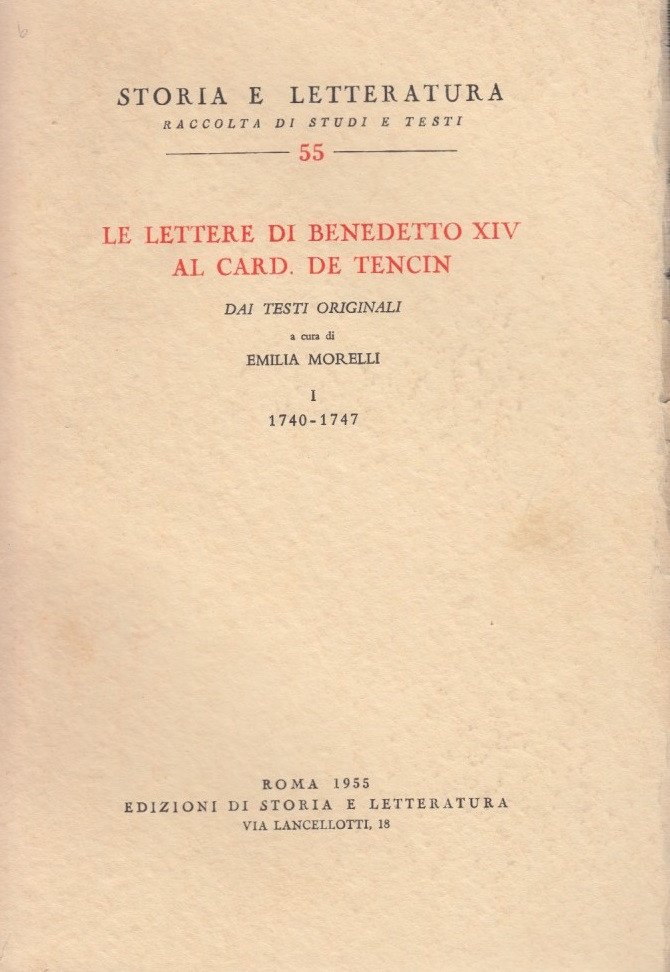 STORIA E LETTERATURA
RACCOLTA DI STUDI E TESTI
55
LE LETTERE DI BENEDETTO XIV
AL CARD. DE TENCIN
DAI TESTI ORIGINALI
a cura di
EMILIA MORELLI
I
1740-1747
ROMA 1955
EDIZIONI DI STORIA E LETTERATURA
VIA LANCELLOTTI, 18